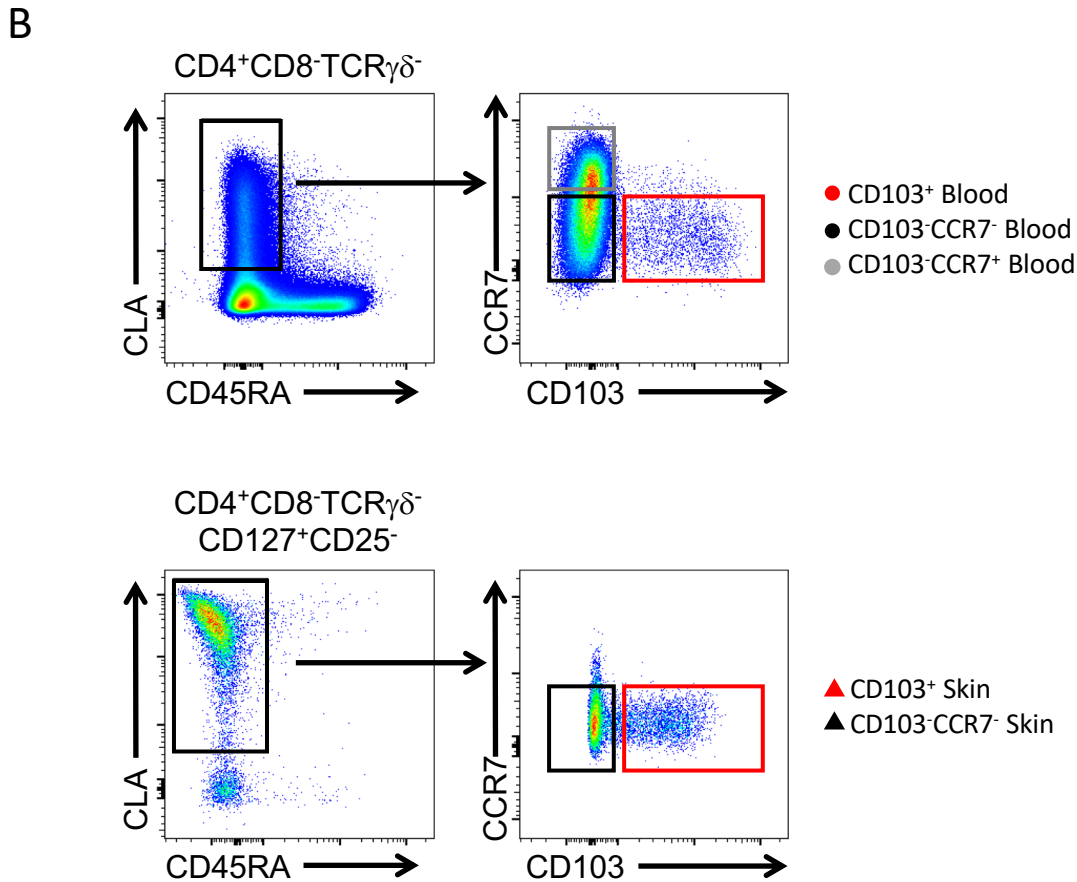 B
CD4⁺CD8⁻TCRγδ⁻
CLA
CD45RA
CCR7
CD103
CD103⁺ Blood
CD103⁻CCR7⁻ Blood
CD103⁻CCR7⁺ Blood
CD4⁺CD8⁻TCRγδ⁻
CD127⁺CD25⁻
CLA
CD45RA
CCR7
CD103
CD103⁺ Skin
CD103⁻CCR7⁻ Skin